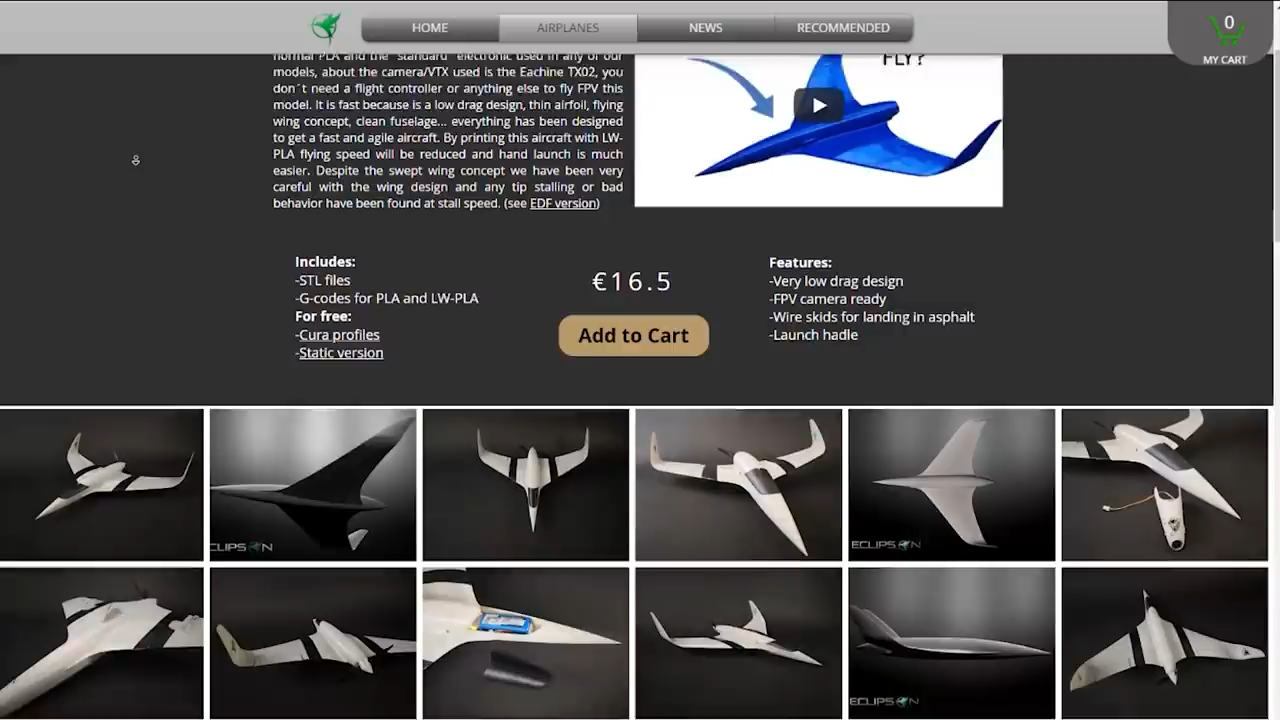 HOME AIRPLANES NEWS RECOMMENDED
0
MY CART
normal PLA and the "standard" electronic used in any of our
models, about the camera/VTX used is the Eachine TX02, you
don´t need a flight controller or anything else to fly FPV this
model. It is fast because is a low drag design, thin airfoil, flying
wing concept, clean fuselage... everything has been designed
to get a fast and agile aircraft. By printing this aircraft with LW-
PLA flying speed will be reduced and hand launch is much
easier. Despite the swept wing concept we have been very
careful with the wing design and any tip stalling or bad
behavior have been found at stall speed. (see EDF version)
FLY?
Includes:
-STL files
-G-codes for PLA and LW-PLA
For free:
-Cura profiles
-Static version
€16.5
Add to Cart
Features:
-Very low drag design
-FPV camera ready
-Wire skids for landing in asphalt
-Launch hadle
ECLIPSON
ECLIPSON
ECLIPSON